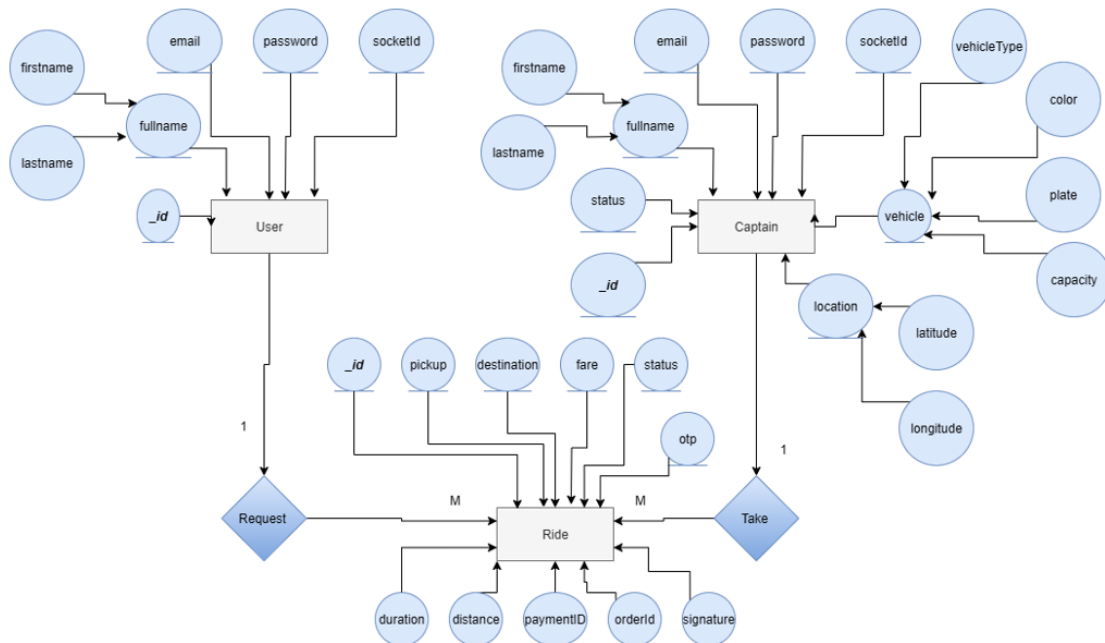 email
password
socketId
firstname
fullname
lastname
_id
User
email
password
socketId
vehicleType
firstname
fullname
lastname
color
status
Captain
vehicle
plate
_id
capacity
location
latitude
longitude
_id
pickup
destination
fare
status
otp
1
1
Request
M
M
Take
Ride
duration
distance
paymentID
orderId
signature